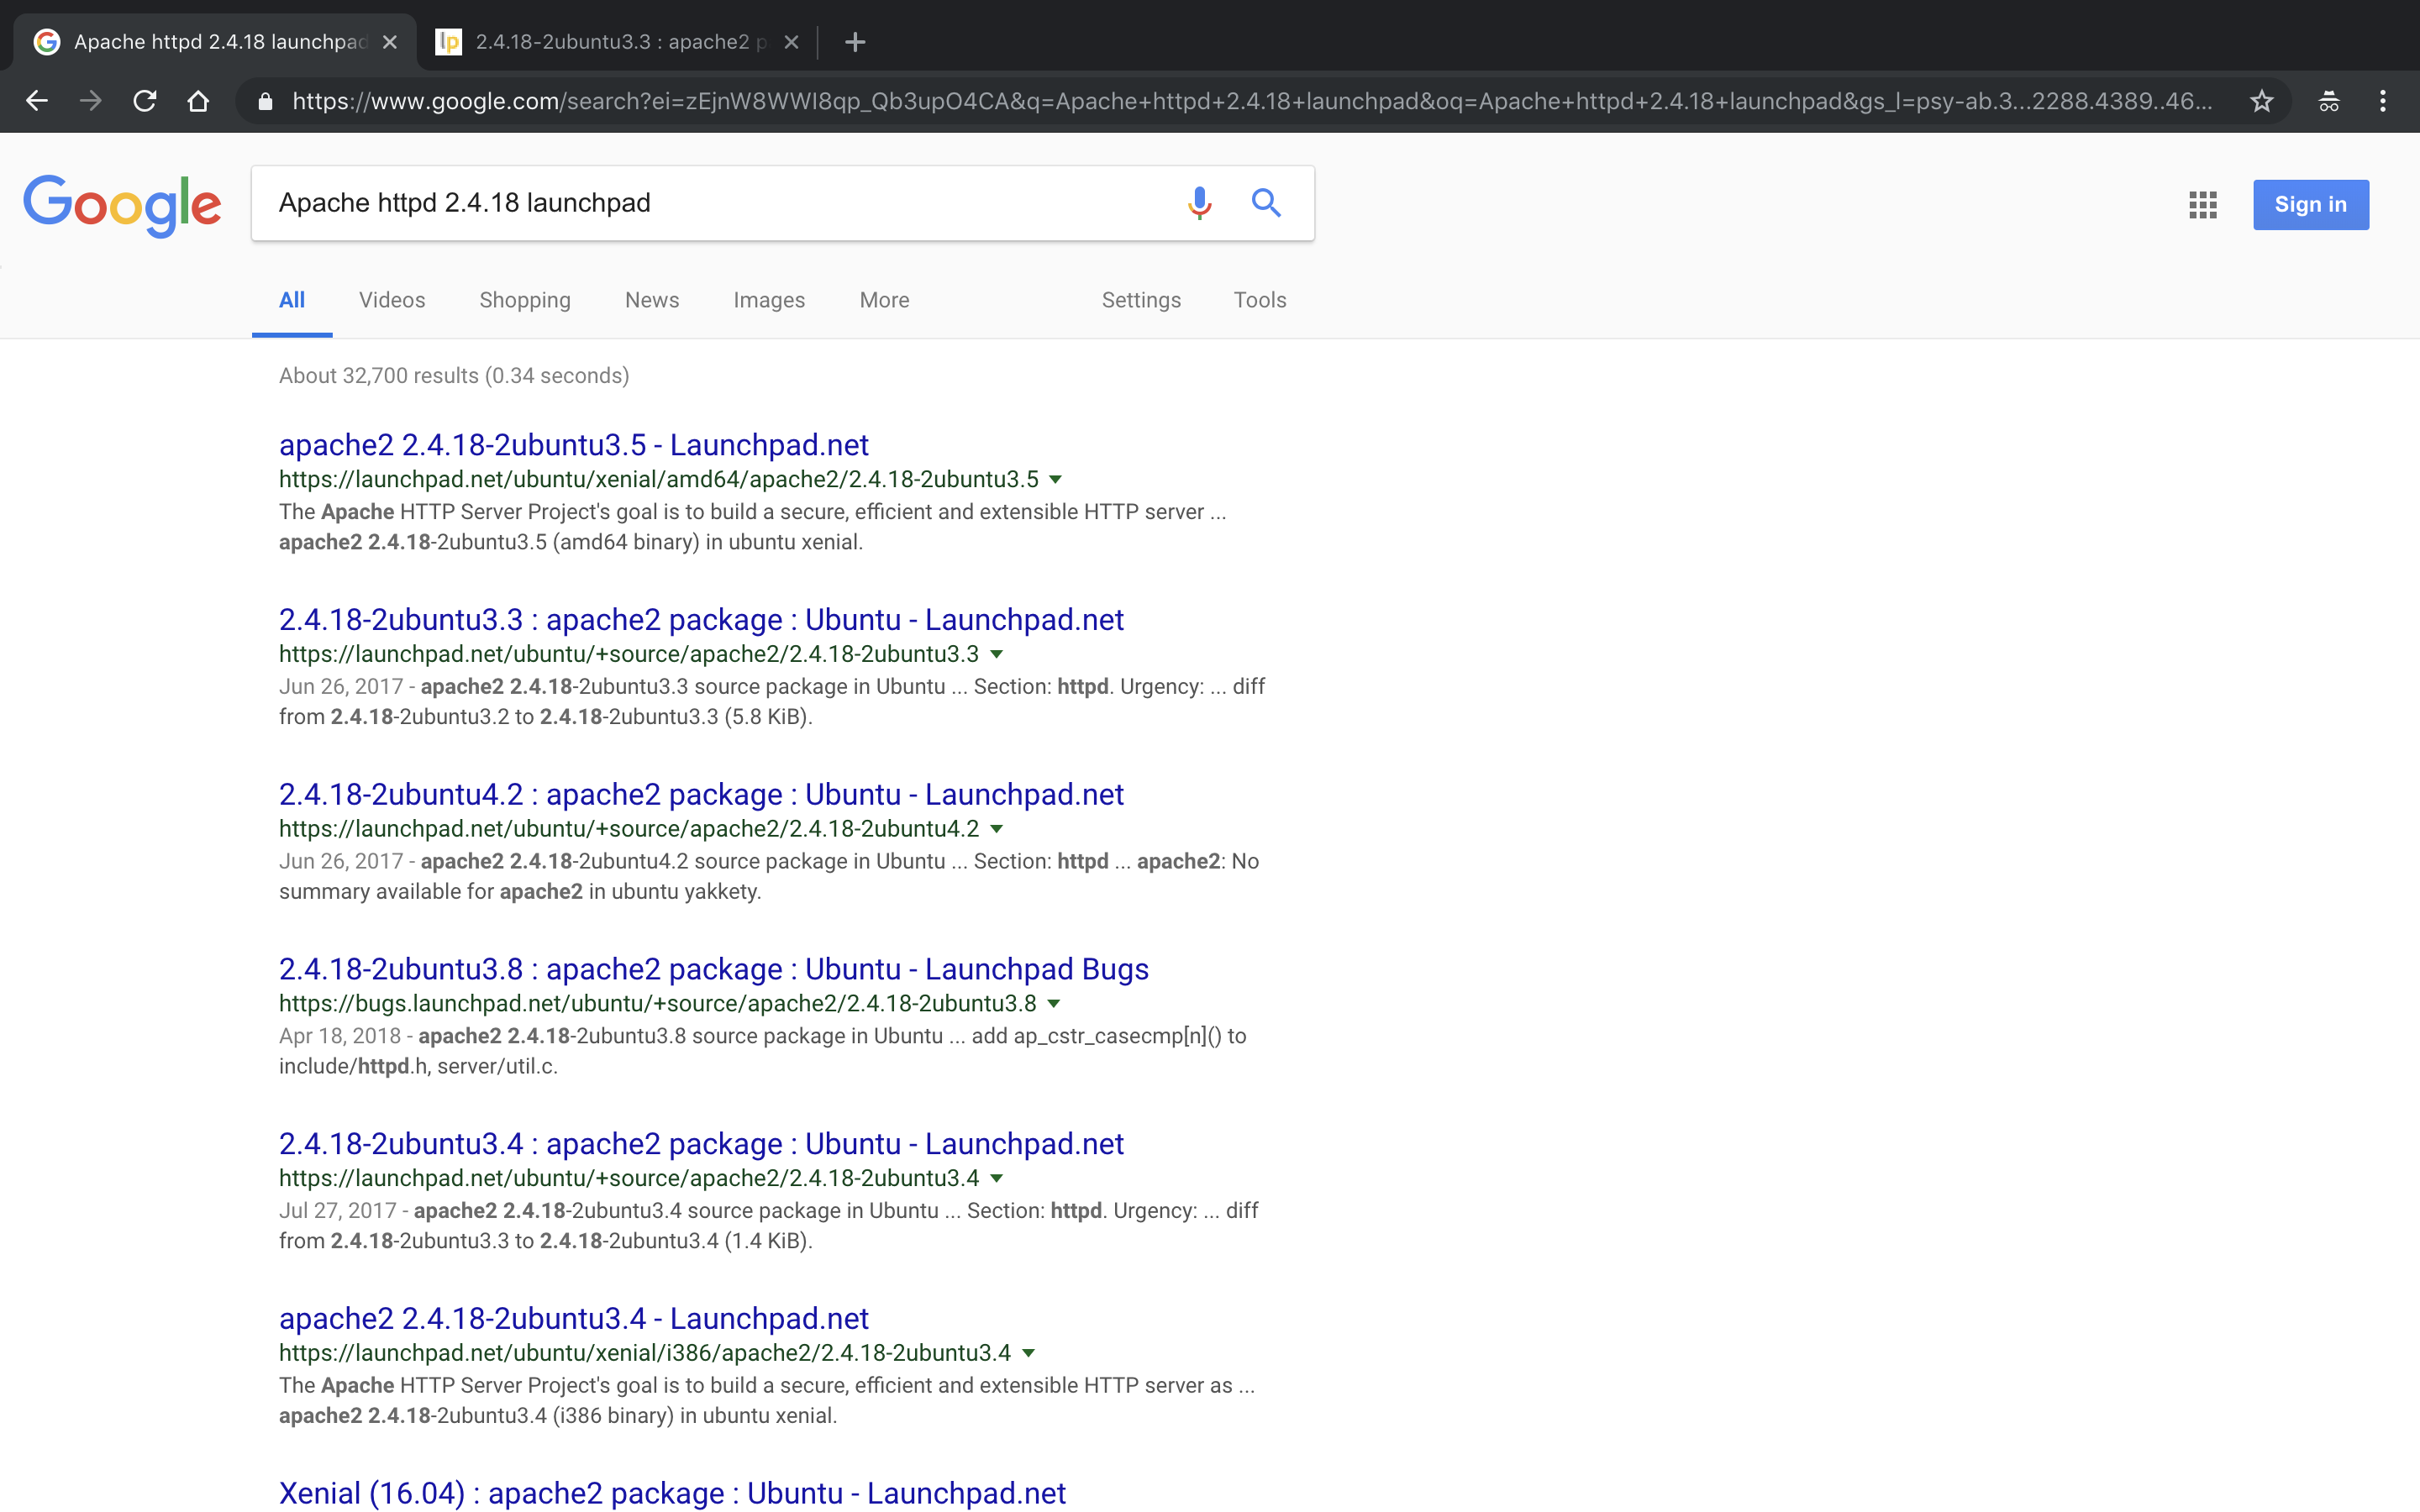 Apache httpd 2.4.18 launchpad
2.4.18-2ubuntu3.3 : apache2 p
https://www.google.com/search?ei=zEjnW8WWI8qp_Qb3upO4CA&q=Apache+httpd+2.4.18+launchpad&oq=Apache+httpd+2.4.18+launchpad&gs_l=psy-ab.3...2288.4389..46...
Google
Apache httpd 2.4.18 launchpad
Sign in
All Videos Shopping News Images More Settings Tools
About 32,700 results (0.34 seconds)
apache2 2.4.18-2ubuntu3.5 - Launchpad.net
https://launchpad.net/ubuntu/xenial/amd64/apache2/2.4.18-2ubuntu3.5
The Apache HTTP Server Project's goal is to build a secure, efficient and extensible HTTP server ...
apache2 2.4.18-2ubuntu3.5 (amd64 binary) in ubuntu xenial.
2.4.18-2ubuntu3.3 : apache2 package : Ubuntu - Launchpad.net
https://launchpad.net/ubuntu/+source/apache2/2.4.18-2ubuntu3.3
Jun 26, 2017 - apache2 2.4.18-2ubuntu3.3 source package in Ubuntu ... Section: httpd. Urgency: ... diff
from 2.4.18-2ubuntu3.2 to 2.4.18-2ubuntu3.3 (5.8 KiB).
2.4.18-2ubuntu4.2 : apache2 package : Ubuntu - Launchpad.net
https://launchpad.net/ubuntu/+source/apache2/2.4.18-2ubuntu4.2
Jun 26, 2017 - apache2 2.4.18-2ubuntu4.2 source package in Ubuntu ... Section: httpd ... apache2: No
summary available for apache2 in ubuntu yakkety.
2.4.18-2ubuntu3.8 : apache2 package : Ubuntu - Launchpad Bugs
https://bugs.launchpad.net/ubuntu/+source/apache2/2.4.18-2ubuntu3.8
Apr 18, 2018 - apache2 2.4.18-2ubuntu3.8 source package in Ubuntu ... add ap_cstr_casecmp[n]() to
include/httpd.h, server/util.c.
2.4.18-2ubuntu3.4 : apache2 package : Ubuntu - Launchpad.net
https://launchpad.net/ubuntu/+source/apache2/2.4.18-2ubuntu3.4
Jul 27, 2017 - apache2 2.4.18-2ubuntu3.4 source package in Ubuntu ... Section: httpd. Urgency: ... diff
from 2.4.18-2ubuntu3.3 to 2.4.18-2ubuntu3.4 (1.4 KiB).
apache2 2.4.18-2ubuntu3.4 - Launchpad.net
https://launchpad.net/ubuntu/xenial/i386/apache2/2.4.18-2ubuntu3.4
The Apache HTTP Server Project's goal is to build a secure, efficient and extensible HTTP server as ...
apache2 2.4.18-2ubuntu3.4 (i386 binary) in ubuntu xenial.
Xenial (16.04) : apache2 package : Ubuntu - Launchpad.net